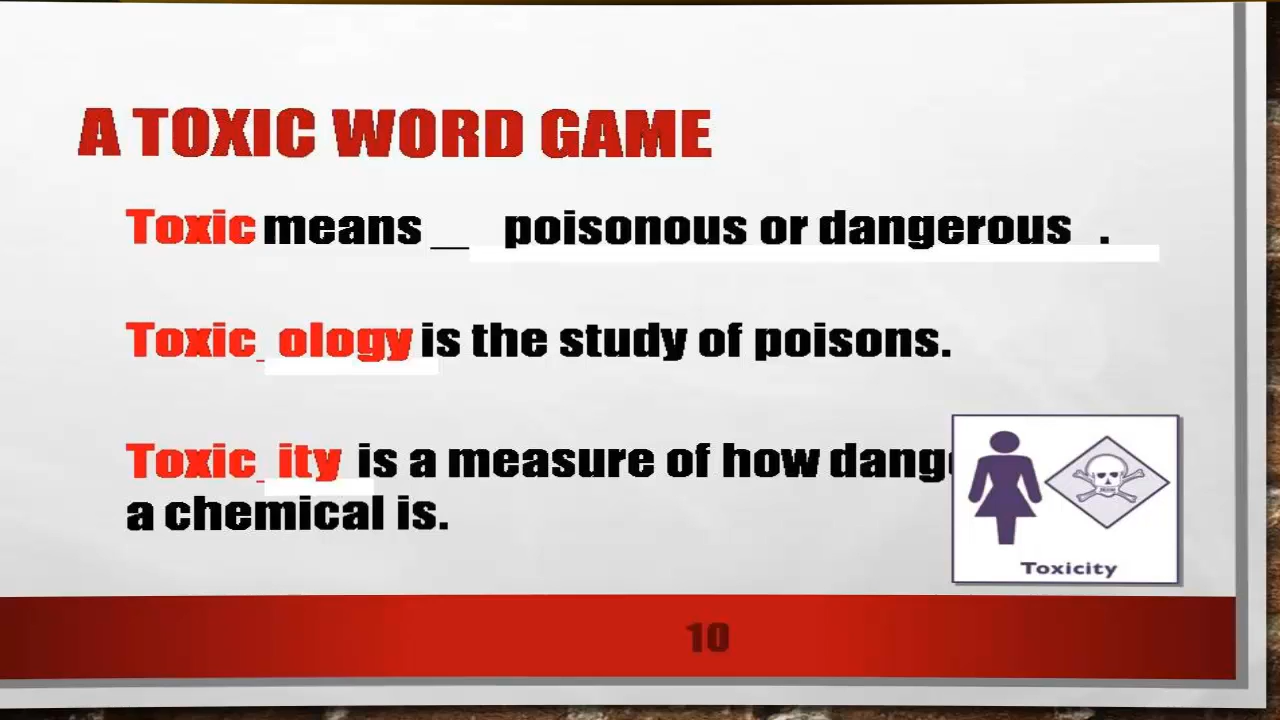 A TOXIC WORD GAME
Toxic means __ poisonous or dangerous .
Toxic_ology is the study of poisons.
Toxic_ity is a measure of how
a chemical is.
Toxicity
10